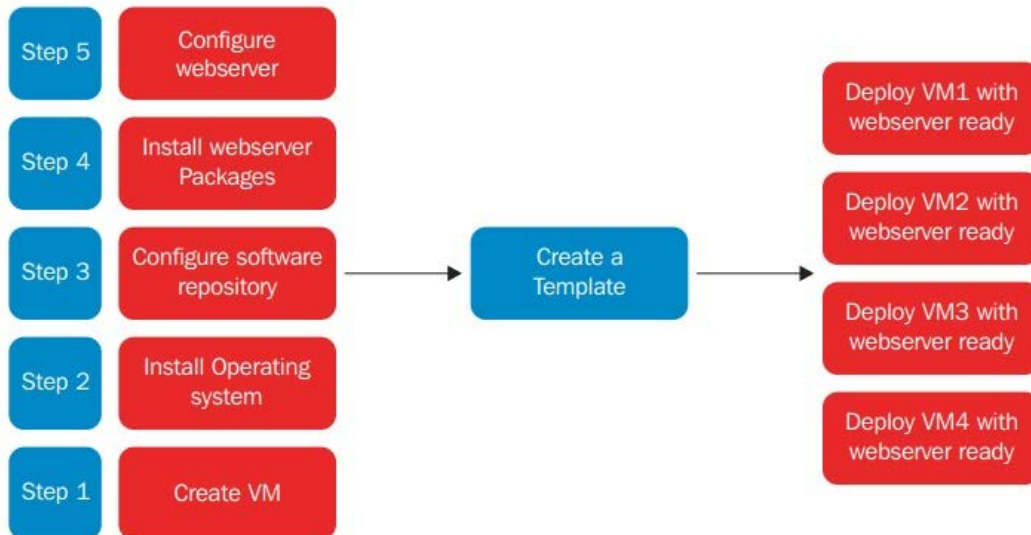 Step 5
Configure
webserver
Step 4
Install webserver
Packages
Step 3
Configure software
repository
Step 2
Install Operating
system
Step 1
Create VM
Create a
Template
Deploy VM1 with
webserver ready
Deploy VM2 with
webserver ready
Deploy VM3 with
webserver ready
Deploy VM4 with
webserver ready